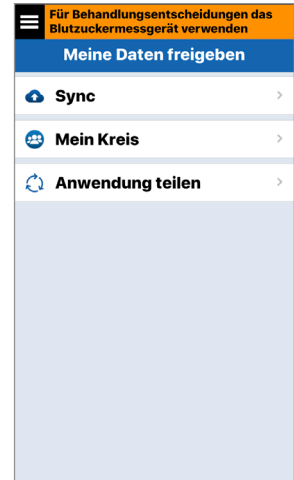 Für Behandlungsentscheidungen das
Blutzuckermessgerät verwenden
Meine Daten freigeben
Sync
Mein Kreis
Anwendung teilen